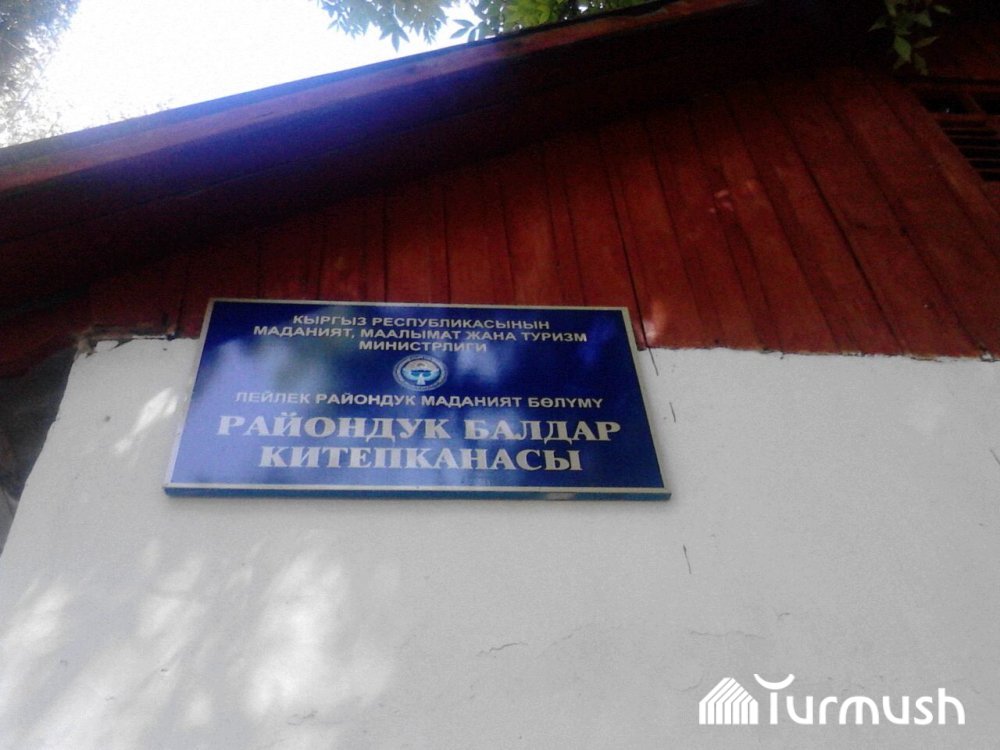 КЫРГЫЗ РЕСПУБЛИКАСЫНЫН
МАДАНИЯТ, МААЛЫМАТ ЖАНА ТУРИЗМ
МИНИСТРЛИГИ
ЛЕЙЛЕК РАЙОНДУК МАДАНИЯТ БӨЛҮМҮ
РАЙОНДУК БАЛДАР
КИТЕПКАНАСЫ
Turmush